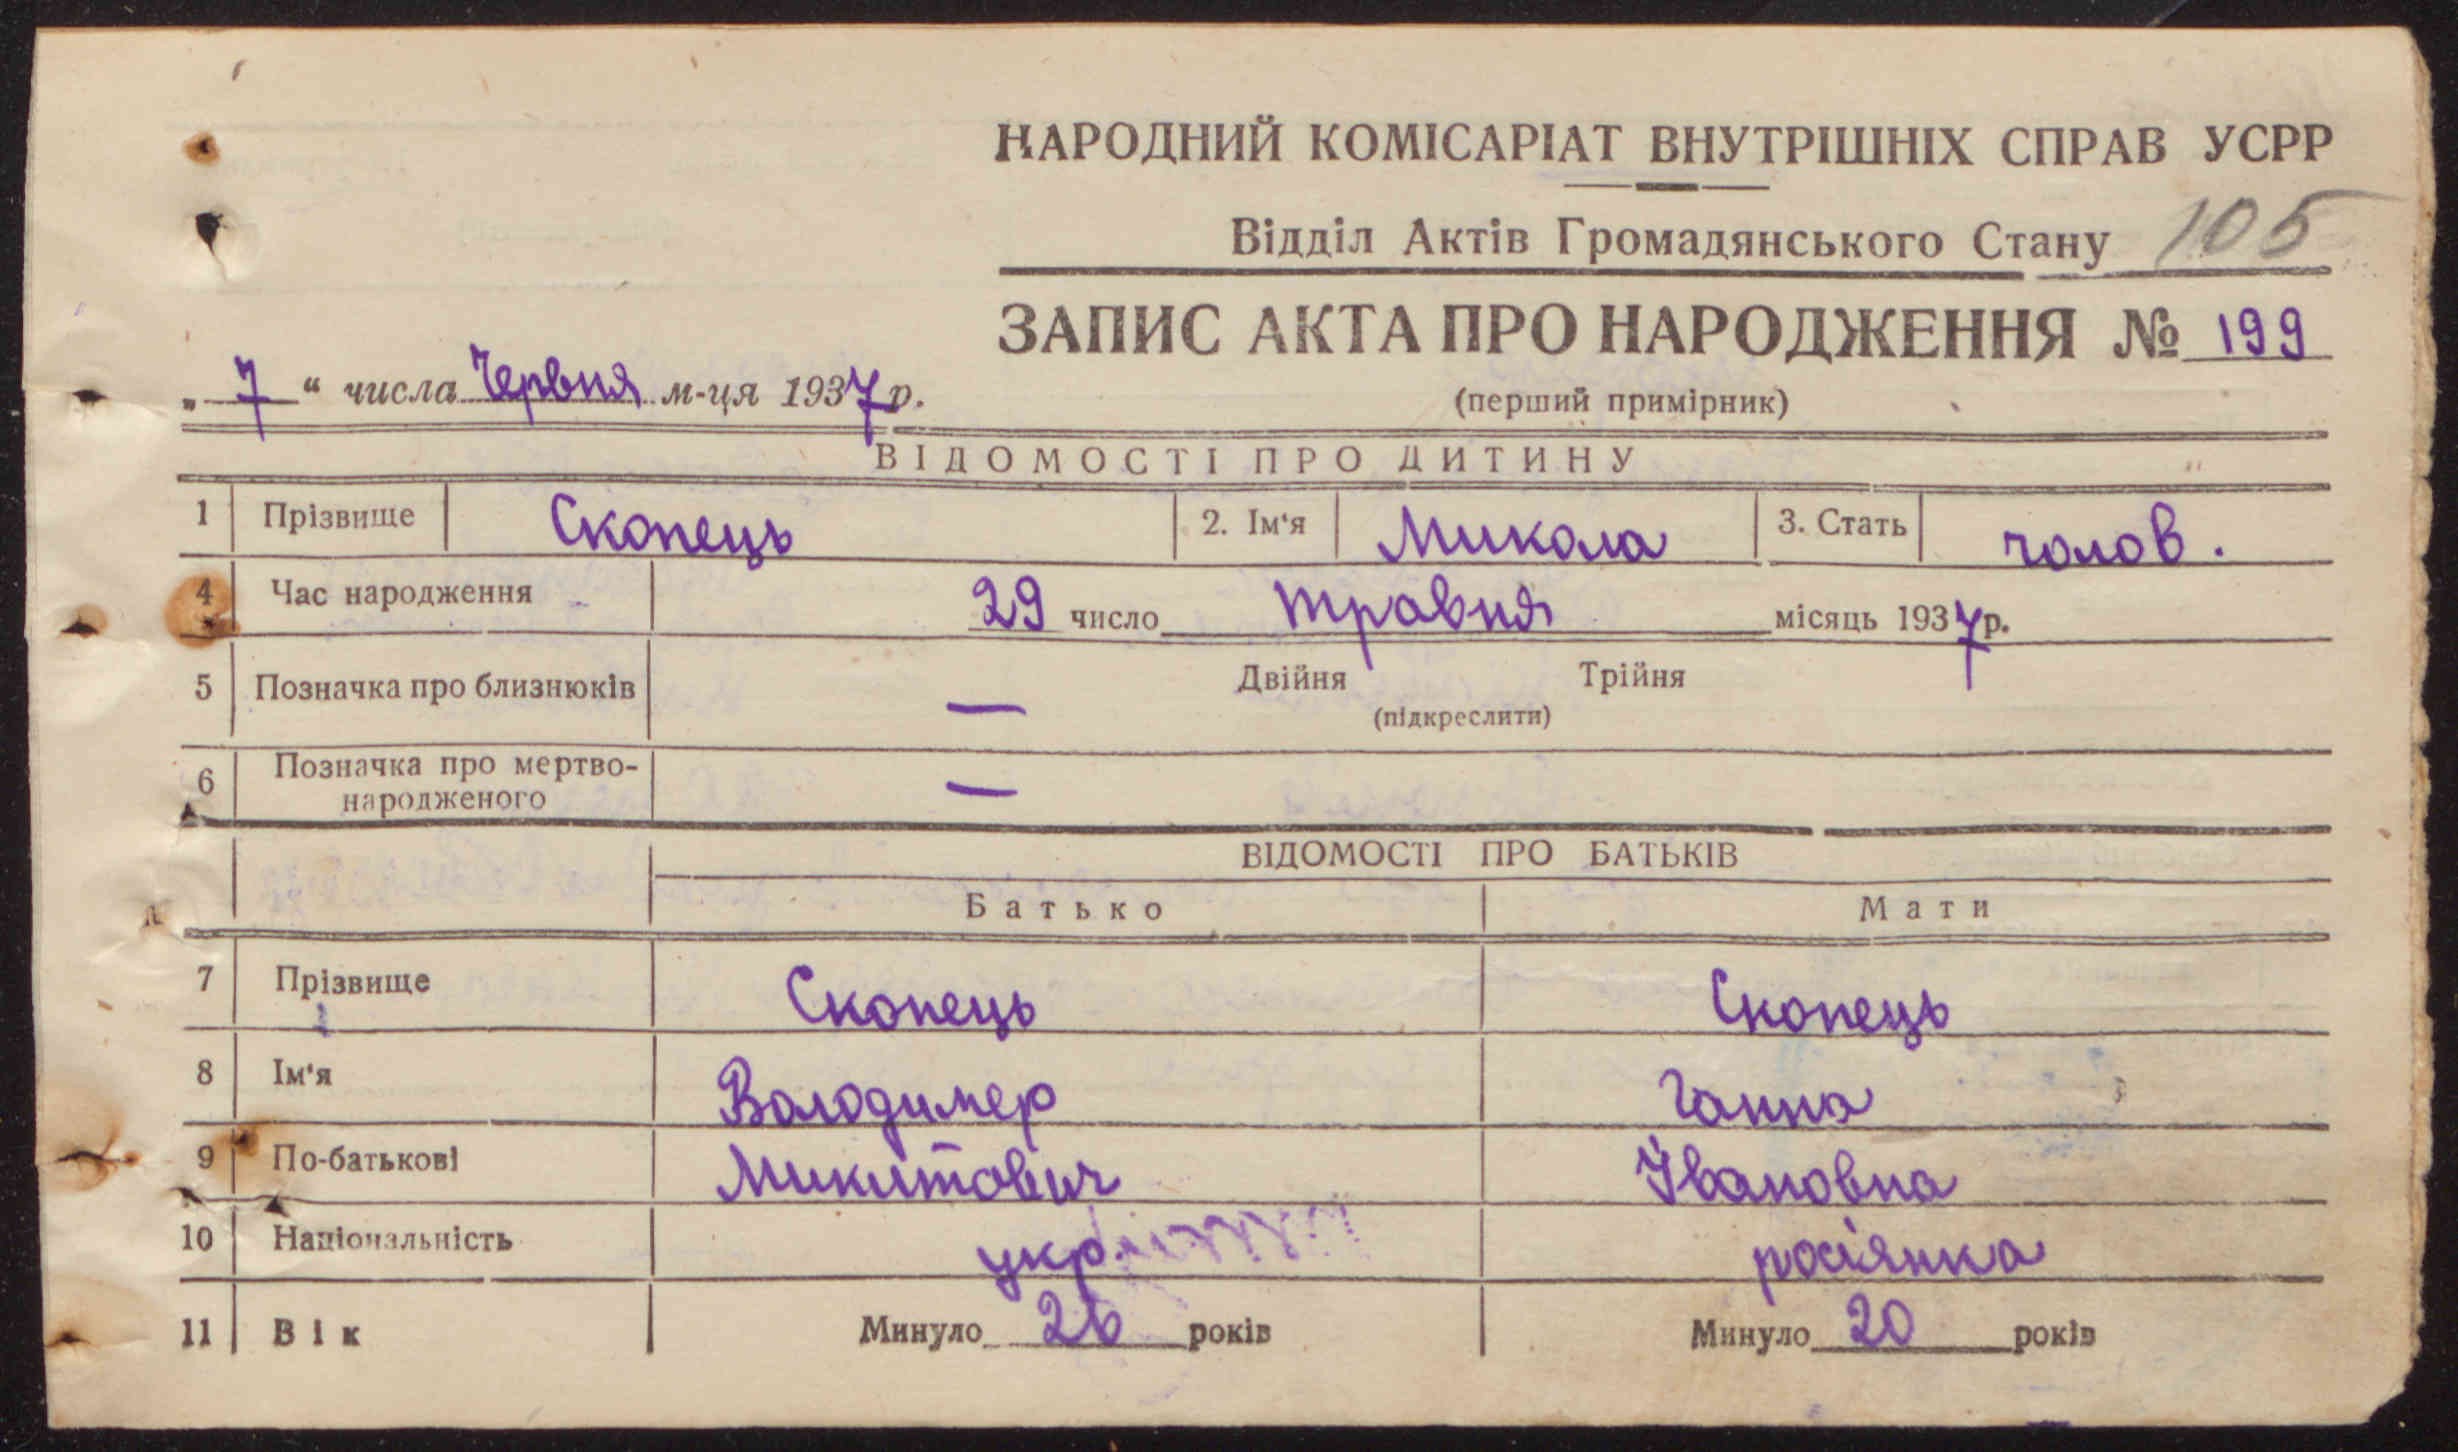 НАРОДНИЙ КОМІСАРІАТ ВНУТРІШНІХ СПРАВ УСРР
Відділ Актів Громадянського Стану 105
ЗАПИС АКТА ПРО НАРОДЖЕННЯ № 199
„ 7 “ числа Червня м-ця 1937 р.
(перший примірник)
ВІДОМОСТІ ПРО ДИТИНУ
1 Прізвище Скопець 2. Ім'я Микола 3. Стать чолов.
4 Час народження 29 число травня місяць 1937 р.
5 Позначка про близнюків — Двійня Трійня
(підкреслити)
6 Позначка про мертво-
народженого —
ВІДОМОСТІ ПРО БАТЬКІВ
Батько Мати
7 Прізвище Скопець Скопець
8 Ім'я Володимер Ганна
9 По-батькові Микитович Івановна
10 Національність укр. росіянка
11 Вік Минуло 26 років Минуло 20 років